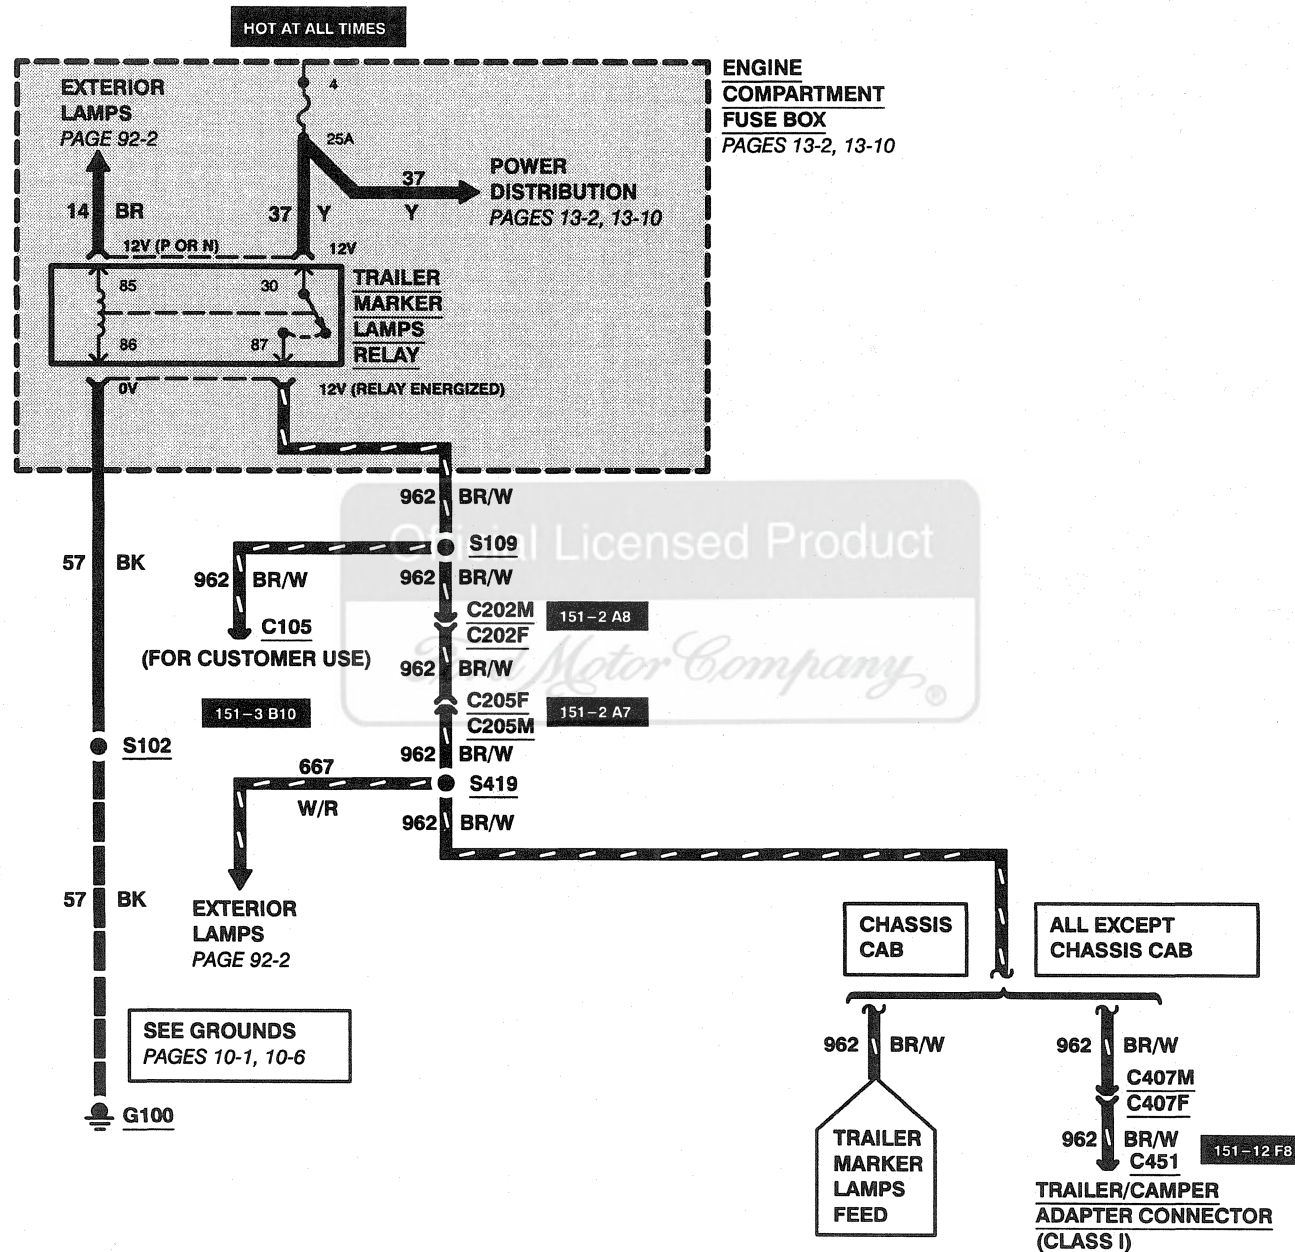 HOT AT ALL TIMES
EXTERIOR
LAMPS
PAGE 92-2
4
25A
ENGINE
COMPARTMENT
FUSE BOX
PAGES 13-2, 13-10
POWER
DISTRIBUTION
PAGES 13-2, 13-10
37
Y
14 BR
37 Y
12V (P OR N)
12V
85
30
86
87
TRAILER
MARKER
LAMPS
RELAY
0V
12V (RELAY ENERGIZED)
962 BR/W
Official Licensed Product
S109
57 BK
962 BR/W
962 BR/W
C105
(FOR CUSTOMER USE)
C202M
C202F
151-2 A8
Ford Motor Company ®
962 BR/W
C205F
C205M
151-2 A7
151-3 B10
S102
962 BR/W
667
W/R
S419
962 BR/W
57 BK
EXTERIOR
LAMPS
PAGE 92-2
CHASSIS
CAB
ALL EXCEPT
CHASSIS CAB
SEE GROUNDS
PAGES 10-1, 10-6
G100
962 BR/W
962 BR/W
C407M
C407F
962 BR/W
C451
151-12 F8
TRAILER
MARKER
LAMPS
FEED
TRAILER/CAMPER
ADAPTER CONNECTOR
(CLASS I)